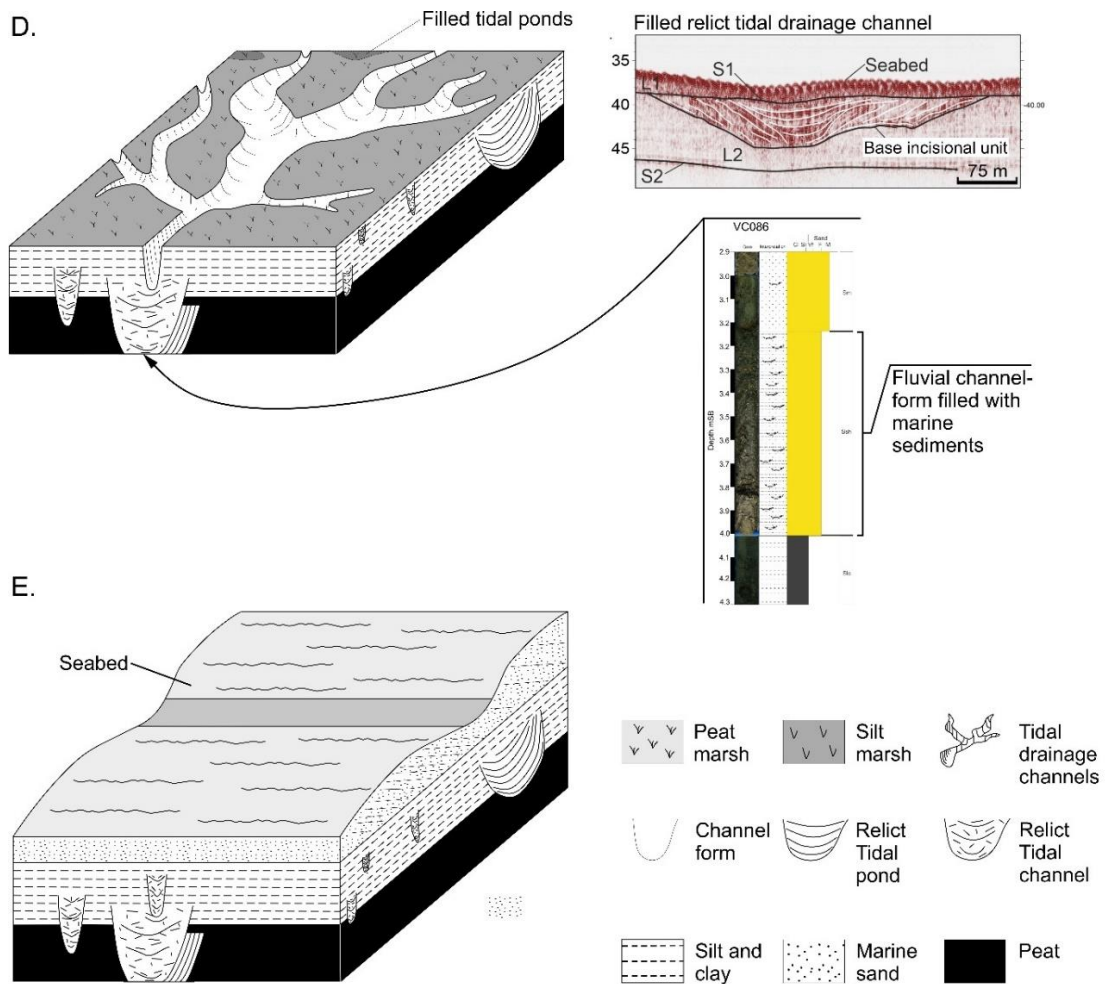 D.
Filled tidal ponds
Filled relict tidal drainage channel
35
40
45
S1
Seabed
L1
40.00
L2
Base incisional unit
S2
75 m
VC086
Sand
2.9
3.0
3.1
3.2
3.3
3.4
3.5
3.6
3.7
3.8
3.9
4.0
4.1
4.2
4.3
Depth mSB
Fluvial channel-
form filled with
marine
sediments
E.
Seabed
Peat
marsh
Silt
marsh
Tidal
drainage
channels
Channel
form
Relict
Tidal
pond
Relict
Tidal
channel
Silt and
clay
Marine
sand
Peat